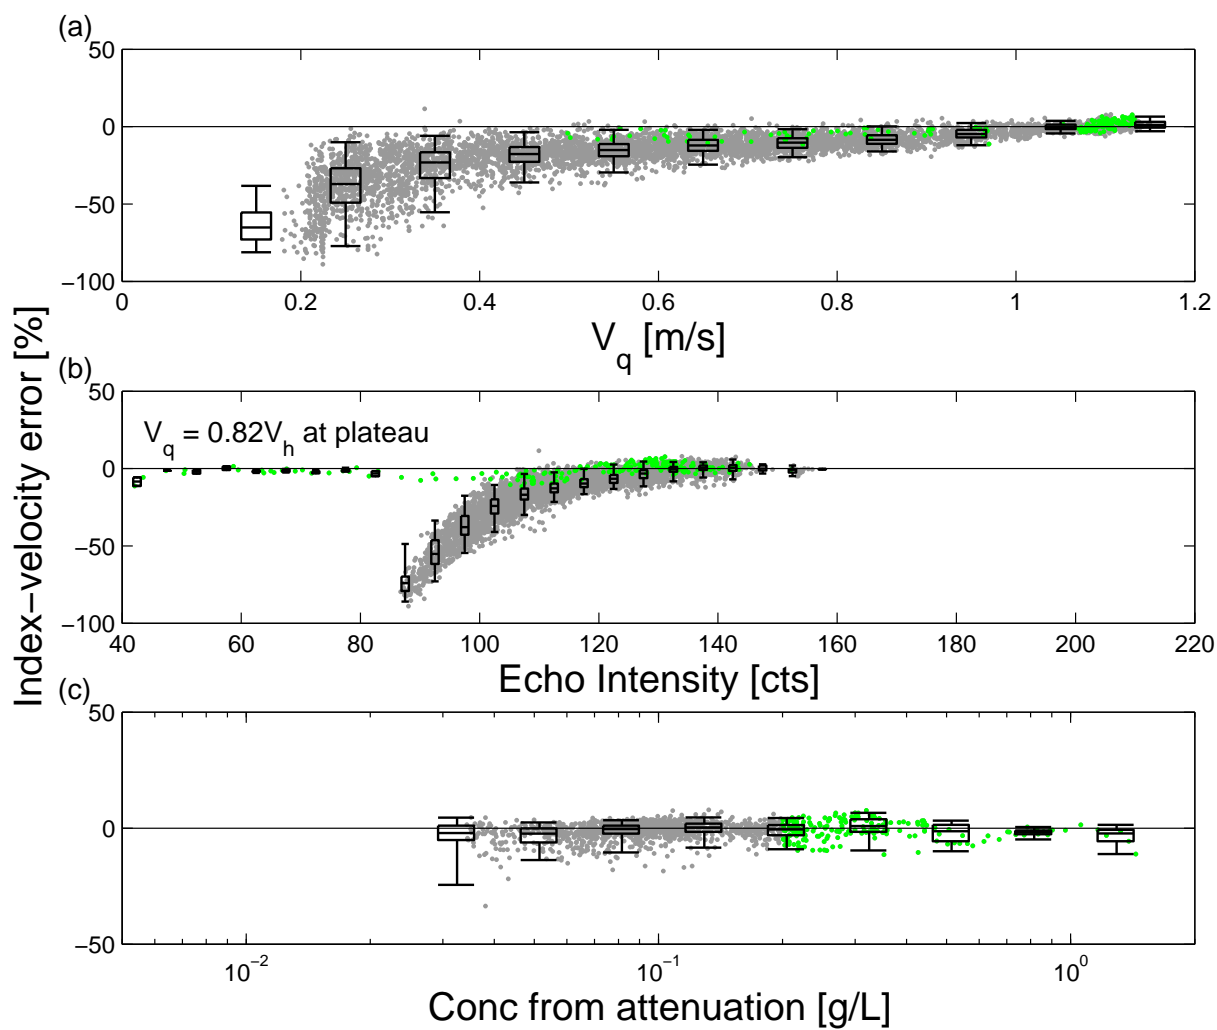 (a)
50
0
−50
−100
0 0.2 0.4 0.6 0.8 1 1.2
V_q [m/s]
Index−velocity error [%]
(b)
50
V_q = 0.82V_h at plateau
0
−50
−100
40 60 80 100 120 140 160 180 200 220
Echo Intensity [cts]
(c)
50
0
−50
10^−2 10^−1 10^0
Conc from attenuation [g/L]